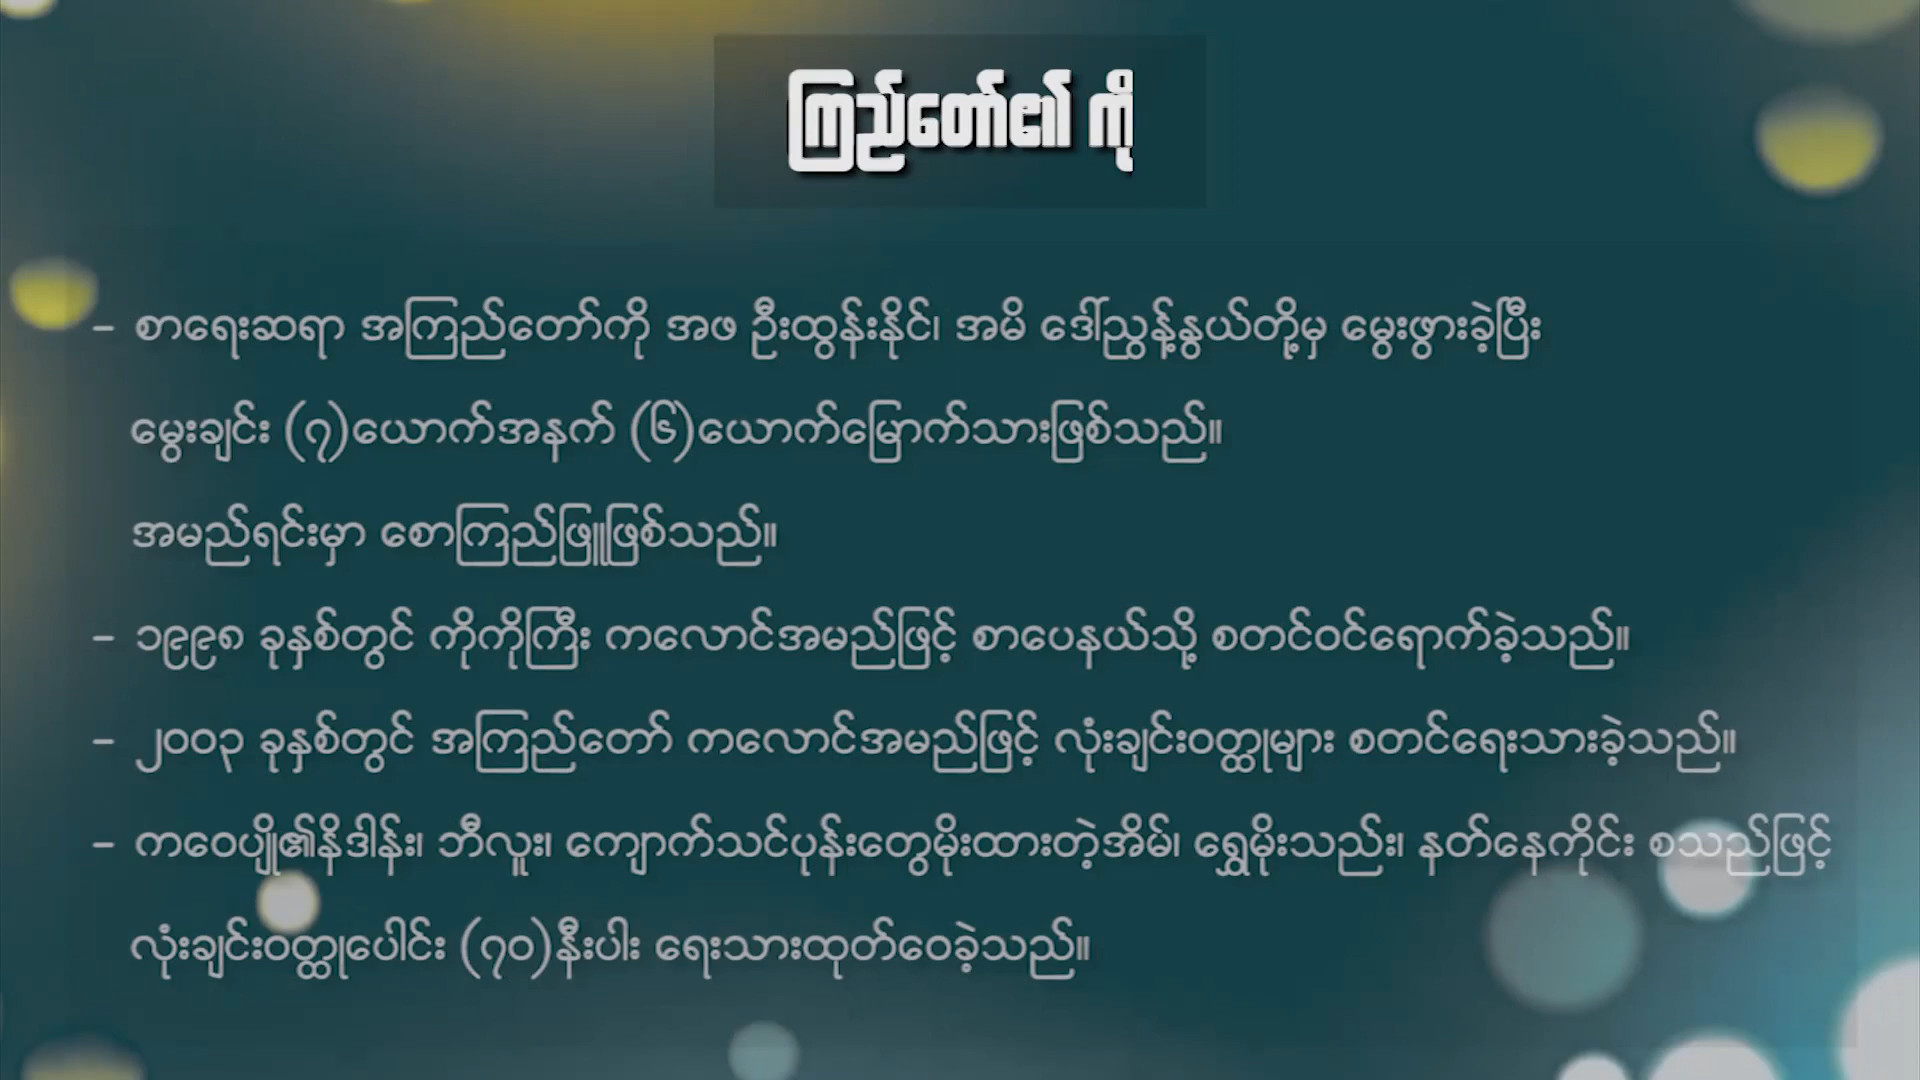 ကြည်တော်၏ ကို
- စာရေးဆရာ အကြည်တော်ကို အဖ ဦးထွန်းနိုင်၊ အမိ ဒေါ်ညွန့်နွယ်တို့မှ မွေးဖွားခဲ့ပြီး
မွေးချင်း (၇)ယောက်အနက် (၆)ယောက်မြောက်သားဖြစ်သည်။
အမည်ရင်းမှာ စောကြည်ဖြူဖြစ်သည်။
- ၁၉၉၈ ခုနှစ်တွင် ကိုကိုကြီး ကလောင်အမည်ဖြင့် စာပေနယ်သို့ စတင်ဝင်ရောက်ခဲ့သည်။
- ၂၀၀၃ ခုနှစ်တွင် အကြည်တော် ကလောင်အမည်ဖြင့် လုံးချင်းဝတ္ထုများ စတင်ရေးသားခဲ့သည်။
- ကဝေပျို၏နိဒါန်း၊ ဘီလူး၊ ကျောက်သင်ပုန်းတွေမိုးထားတဲ့အိမ်၊ ရွှေမိုးသည်း၊ နတ်နေကိုင်း စသည်ဖြင့်
လုံးချင်းဝတ္ထုပေါင်း (၇၀)နီးပါး ရေးသားထုတ်ဝေခဲ့သည်။